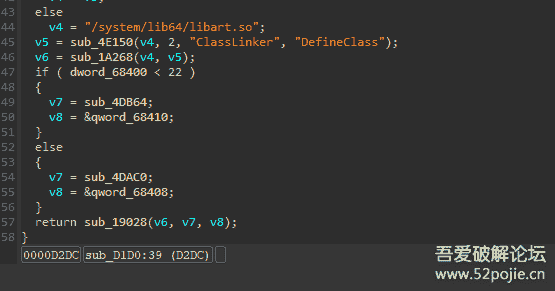 43 else
44 v4 = "/system/lib64/libart.so";
45 v5 = sub_4E150(v4, 2, "ClassLinker", "DefineClass");
46 v6 = sub_1A268(v4, v5);
47 if ( dword_68400 < 22 )
48 {
49 v7 = sub_4DB64;
50 v8 = &qword_68410;
51 }
52 else
53 {
54 v7 = sub_4DAC0;
55 v8 = &qword_68408;
56 }
57 return sub_19028(v6, v7, v8);
58 }
0000D2DC sub_D1D0:39 (D2DC)
吾爱破解论坛
www.52pojie.cn